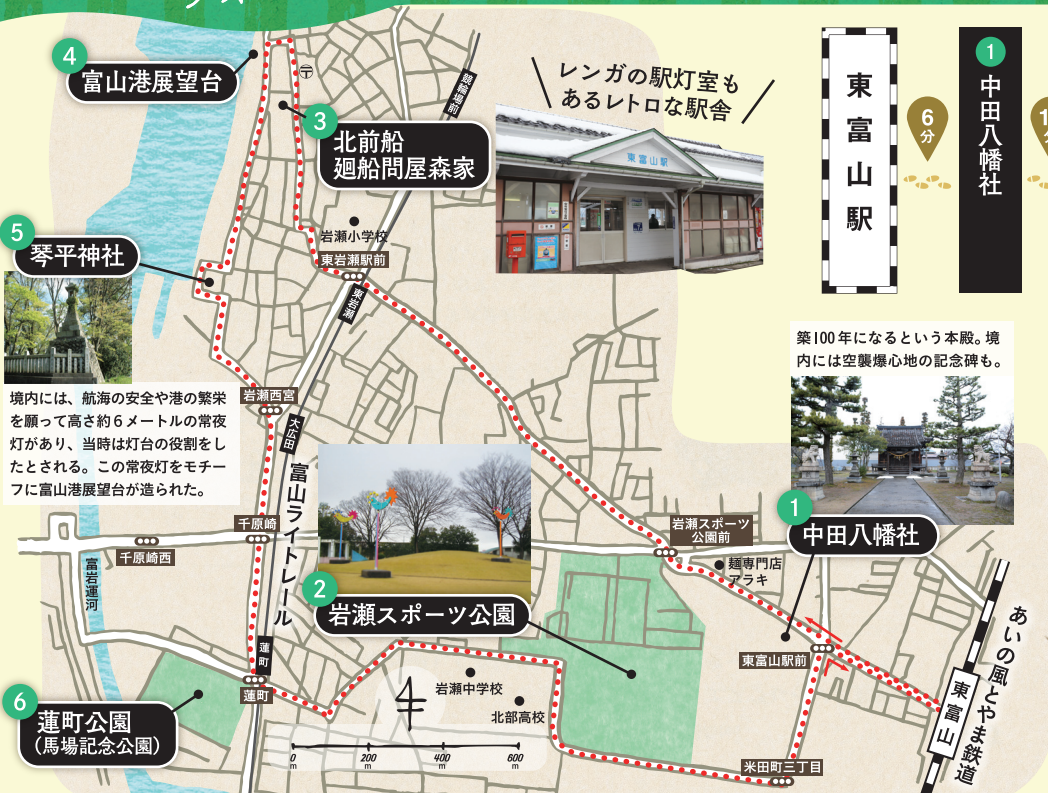 4
富山港展望台
3
北前船
廻船問屋森家
競輪場前
レンガの駅灯室も
あるレトロな駅舎
東富山駅
東富山駅
6分
1
中田八幡社
5
琴平神社
岩瀬小学校
東岩瀬駅前
東岩瀬
境内には、航海の安全や港の繁栄
を願って高さ約6メートルの常夜
灯があり、当時は灯台の役割をし
たとされる。この常夜灯をモチー
フに富山港展望台が造られた。
岩瀬西宮
大広田
富山ライトレール
築100年になるという本殿。境
内には空襲爆心地の記念碑も。
千原崎
千原崎西
富岩運河
岩瀬スポーツ
公園前
麺専門店
アラキ
1
中田八幡社
2
岩瀬スポーツ公園
蓮町
蓮町
東富山駅前
岩瀬中学校
北部高校
あいの風とやま鉄道
東富山
6
蓮町公園
(馬場記念公園)
米田町三丁目
0
m
200
m
400
m
600
m